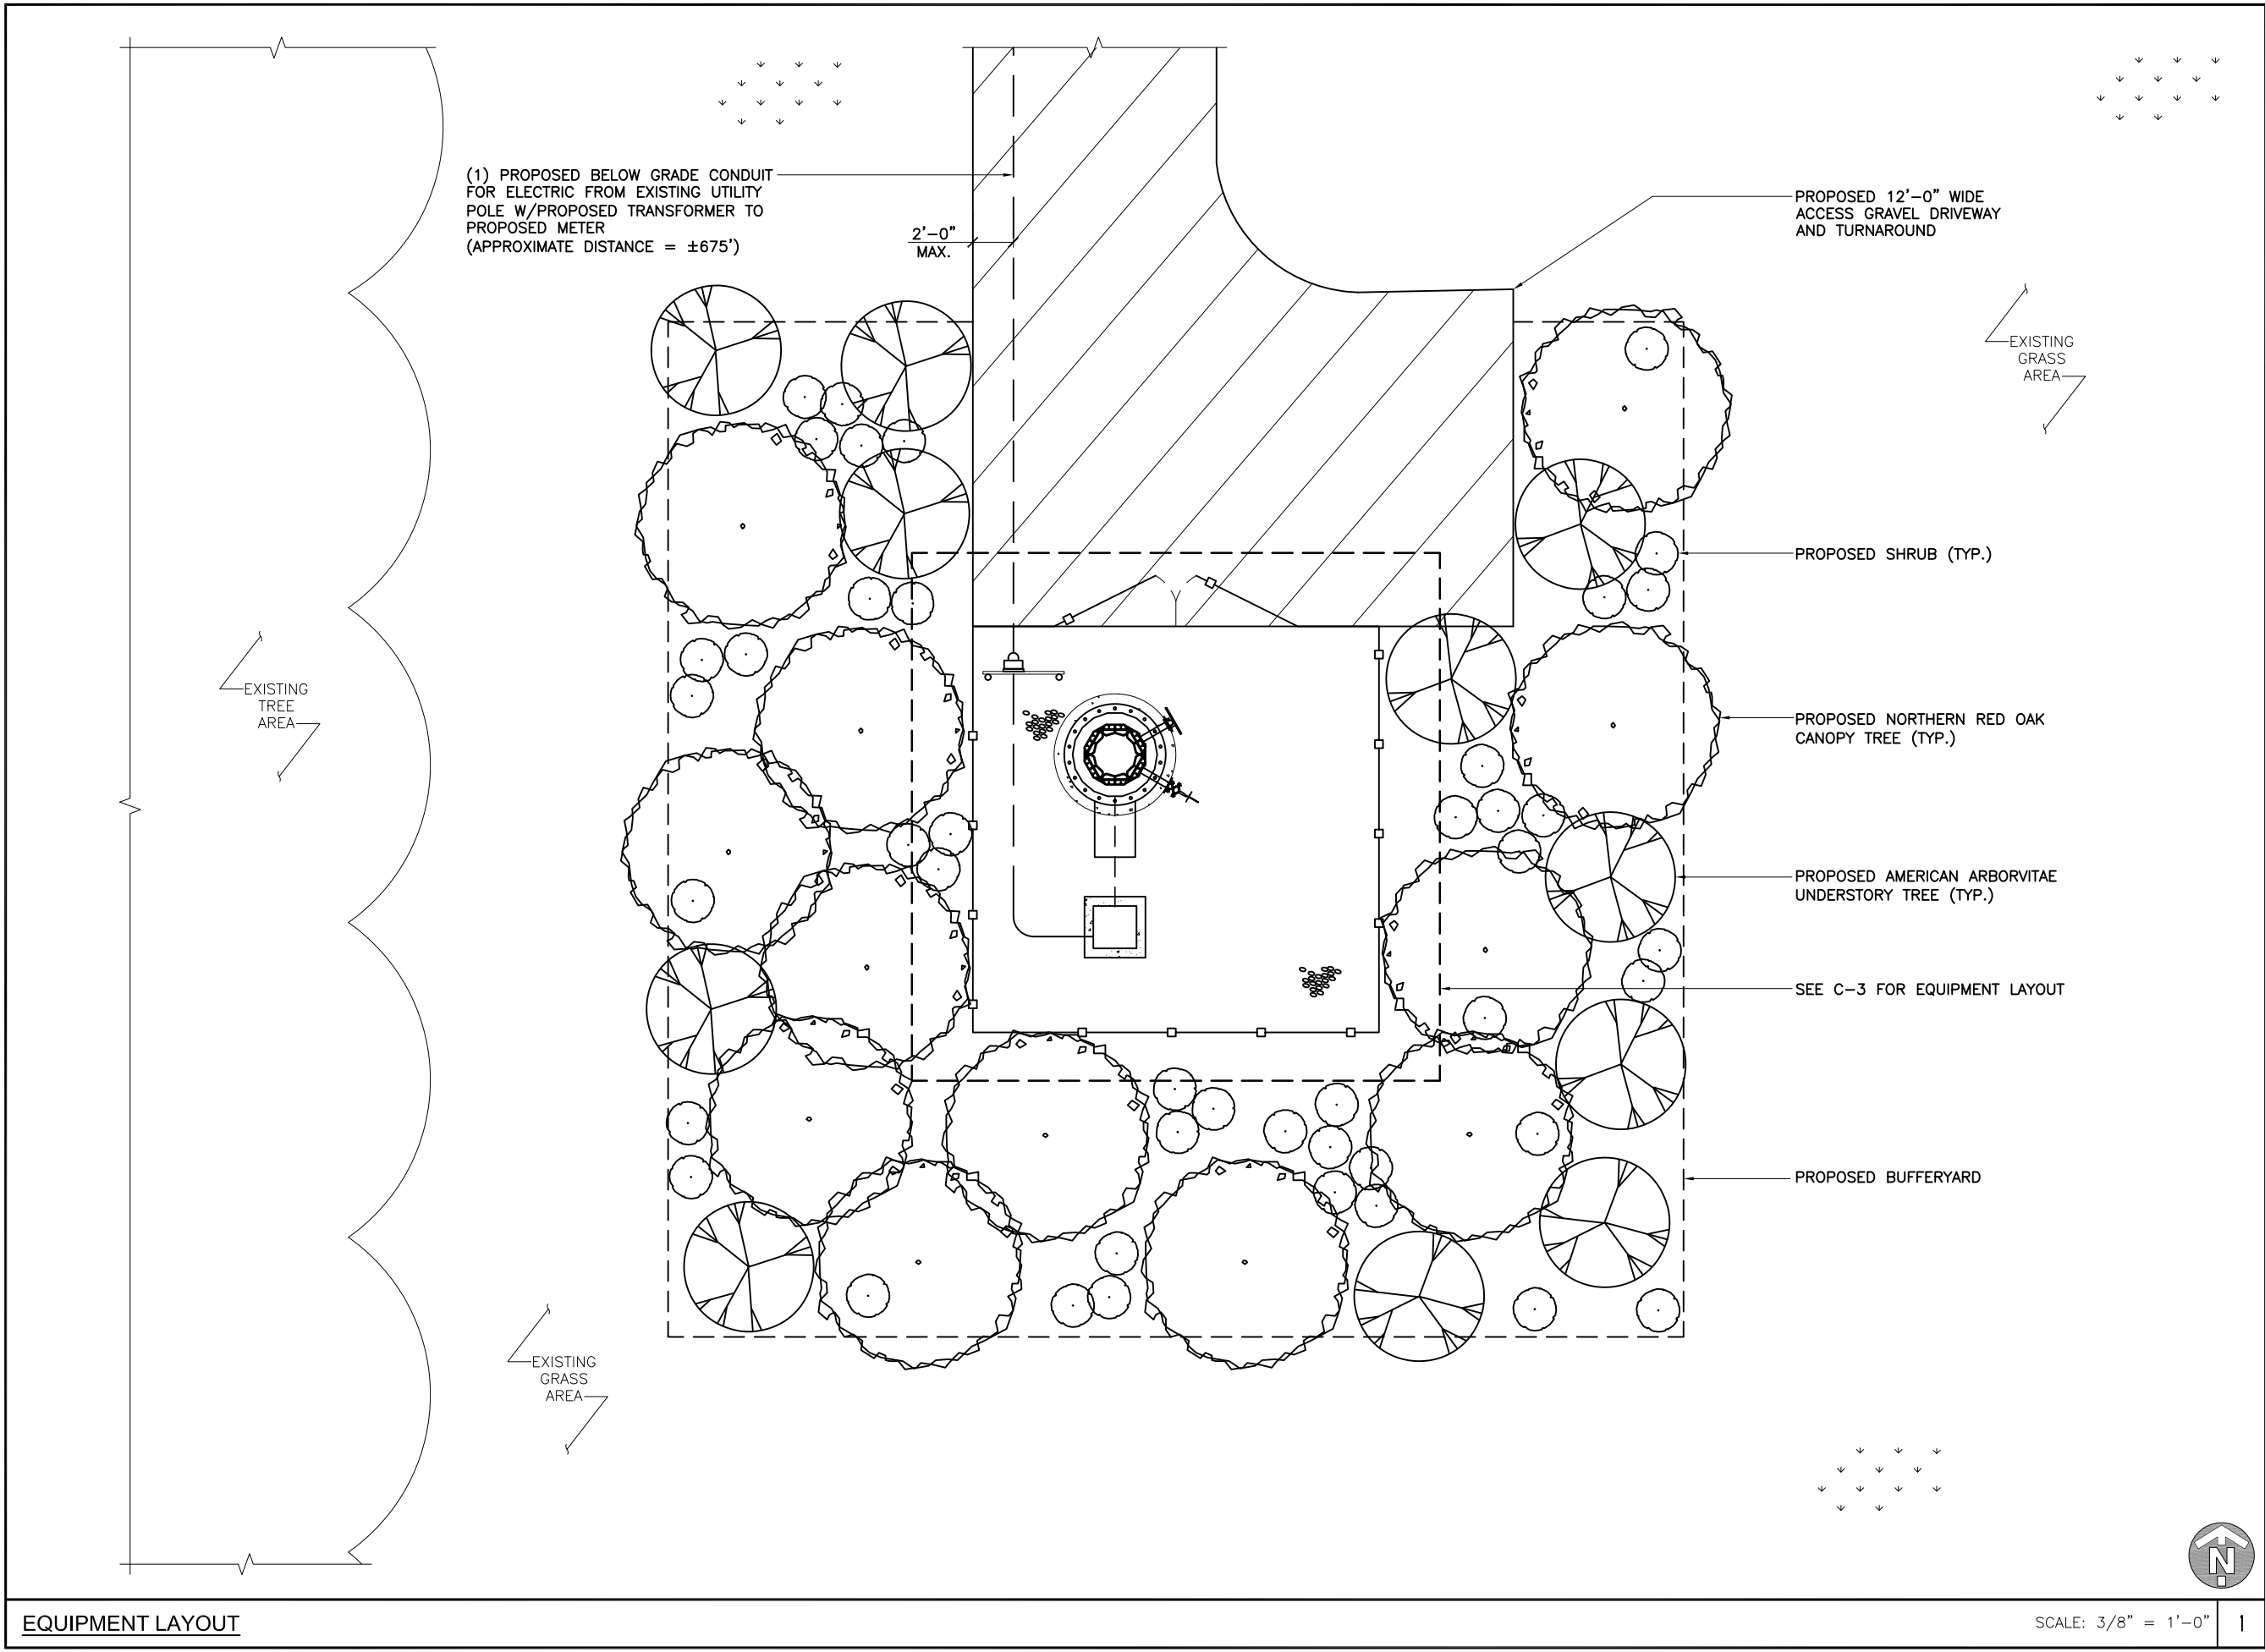 (1) PROPOSED BELOW GRADE CONDUIT
FOR ELECTRIC FROM EXISTING UTILITY
POLE W/PROPOSED TRANSFORMER TO
PROPOSED METER
(APPROXIMATE DISTANCE = ±675')
2'-0"
MAX.
PROPOSED 12'-0" WIDE
ACCESS GRAVEL DRIVEWAY
AND TURNAROUND
EXISTING
GRASS
AREA
PROPOSED SHRUB (TYP.)
EXISTING
TREE
AREA
PROPOSED NORTHERN RED OAK
CANOPY TREE (TYP.)
PROPOSED AMERICAN ARBORVITAE
UNDERSTORY TREE (TYP.)
SEE C-3 FOR EQUIPMENT LAYOUT
PROPOSED BUFFERYARD
EXISTING
GRASS
AREA
N
EQUIPMENT LAYOUT
SCALE: 3/8" = 1'-0"
1